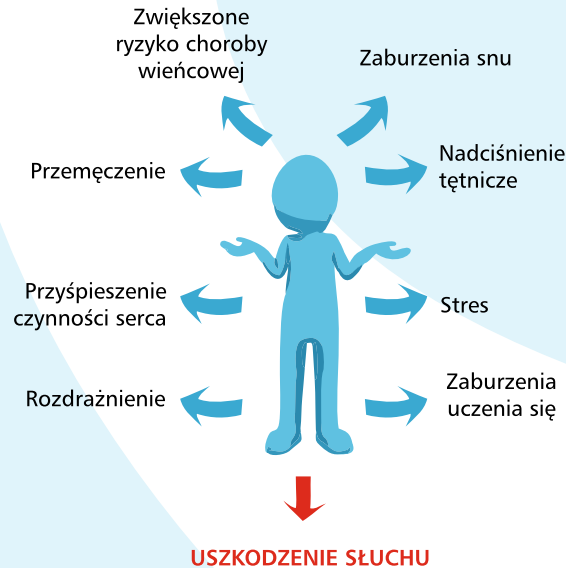 Zwiększone
ryzyko choroby
wieńcowej
Zaburzenia snu
Przemęczenie
Nadciśnienie
tętnicze
Przyśpieszenie
czynności serca
Stres
Rozdrażnienie
Zaburzenia
uczenia się
USZKODZENIE SŁUCHU